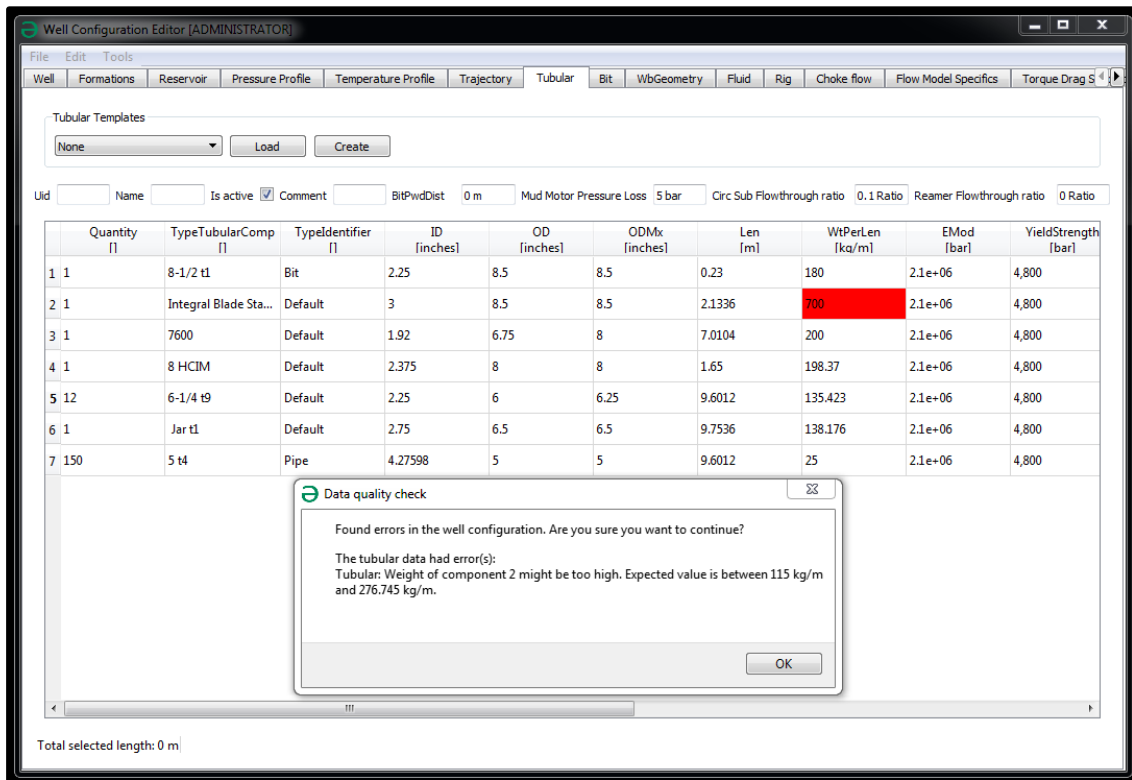 Well Configuration Editor [ADMINISTRATOR]
File Edit Tools
Well Formations Reservoir Pressure Profile Temperature Profile Trajectory Tubular Bit WbGeometry Fluid Rig Choke flow Flow Model Specifics Torque Drag S
Tubular Templates
None Load Create
Uid Name Is active Comment BitPwdDist 0 m Mud Motor Pressure Loss 5 bar Circ Sub Flowthrough ratio 0.1 Ratio Reamer Flowthrough ratio 0 Ratio
Quantity TypeTubularComp TypeIdentifier ID OD ODMx Len WtPerLen EMod YieldStrength
[] [] [] [inches] [inches] [inches] [m] [kg/m] [bar] [bar]
1 1 8-1/2 t1 Bit 2.25 8.5 8.5 0.23 180 2.1e+06 4,800
2 1 Integral Blade Sta... Default 3 8.5 8.5 2.1336 700 2.1e+06 4,800
3 1 7600 Default 1.92 6.75 8 7.0104 200 2.1e+06 4,800
4 1 8 HCIM Default 2.375 8 8 1.65 198.37 2.1e+06 4,800
5 12 6-1/4 t9 Default 2.25 6 6.25 9.6012 135.423 2.1e+06 4,800
6 1 Jar t1 Default 2.75 6.5 6.5 9.7536 138.176 2.1e+06 4,800
7 150 5 t4 Pipe 4.27598 5 5 9.6012 25 2.1e+06 4,800
Data quality check
Found errors in the well configuration. Are you sure you want to continue?
The tubular data had error(s):
Tubular: Weight of component 2 might be too high. Expected value is between 115 kg/m
and 276.745 kg/m.
OK
Total selected length: 0 m